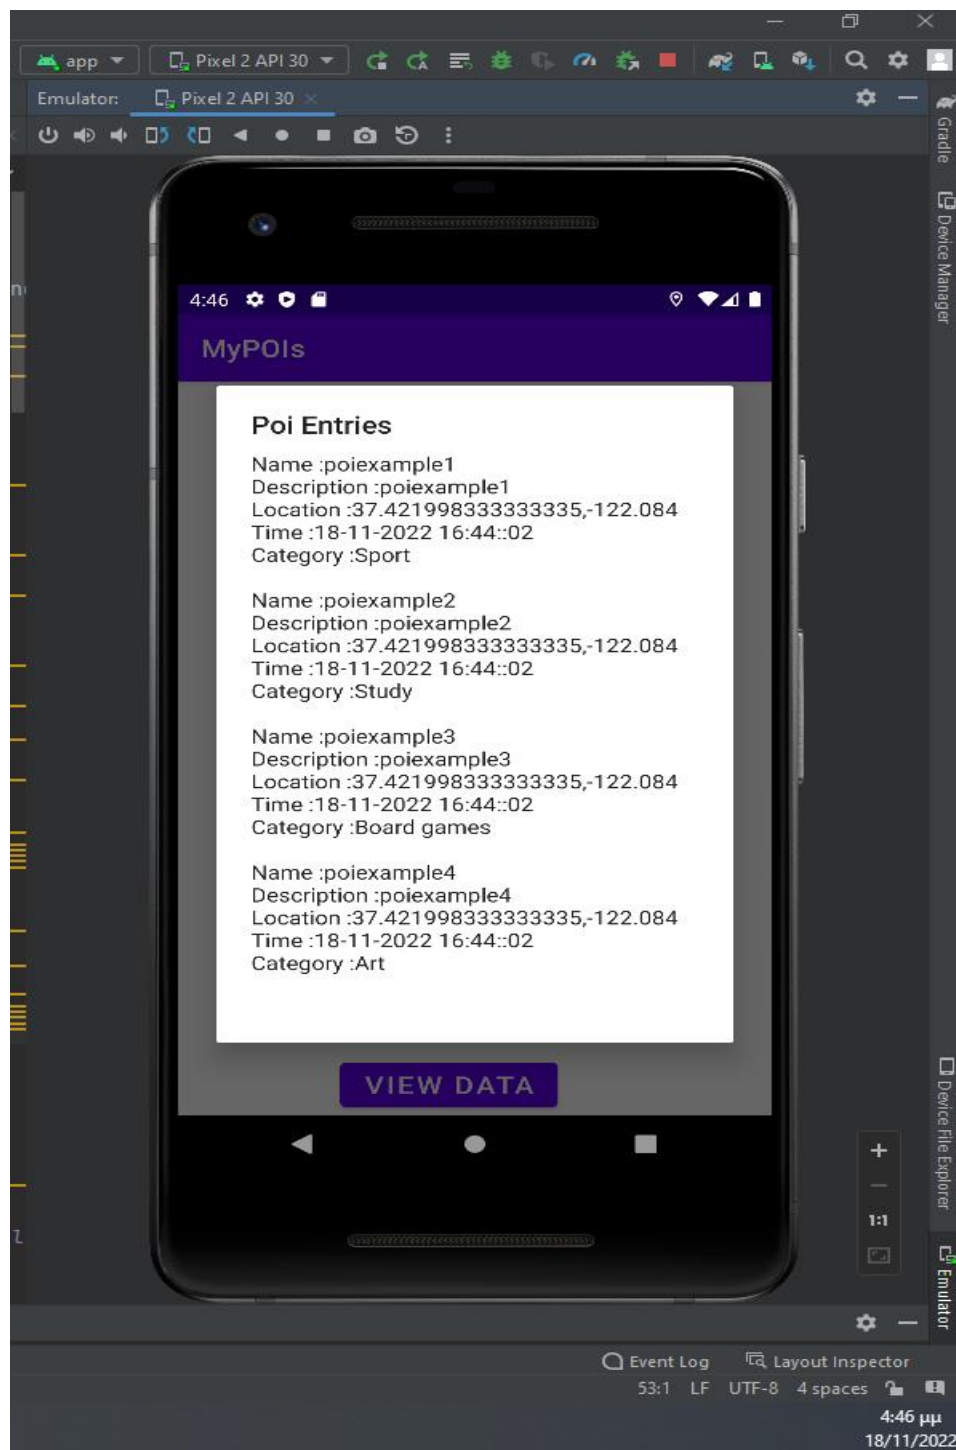 app
Pixel 2 API 30
Emulator:
Pixel 2 API 30
Gradle
Device Manager
4:46
MyPOIs
Poi Entries
Name :poiexample1
Description :poiexample1
Location :37.421998333333335,-122.084
Time :18-11-2022 16:44::02
Category :Sport
Name :poiexample2
Description :poiexample2
Location :37.421998333333335,-122.084
Time :18-11-2022 16:44::02
Category :Study
Name :poiexample3
Description :poiexample3
Location :37.421998333333335,-122.084
Time :18-11-2022 16:44::02
Category :Board games
Name :poiexample4
Description :poiexample4
Location :37.421998333333335,-122.084
Time :18-11-2022 16:44::02
Category :Art
VIEW DATA
Device File Explorer
1:1
Emulator
Event Log
Layout Inspector
53:1 LF UTF-8 4 spaces
4:46 μμ
18/11/2022